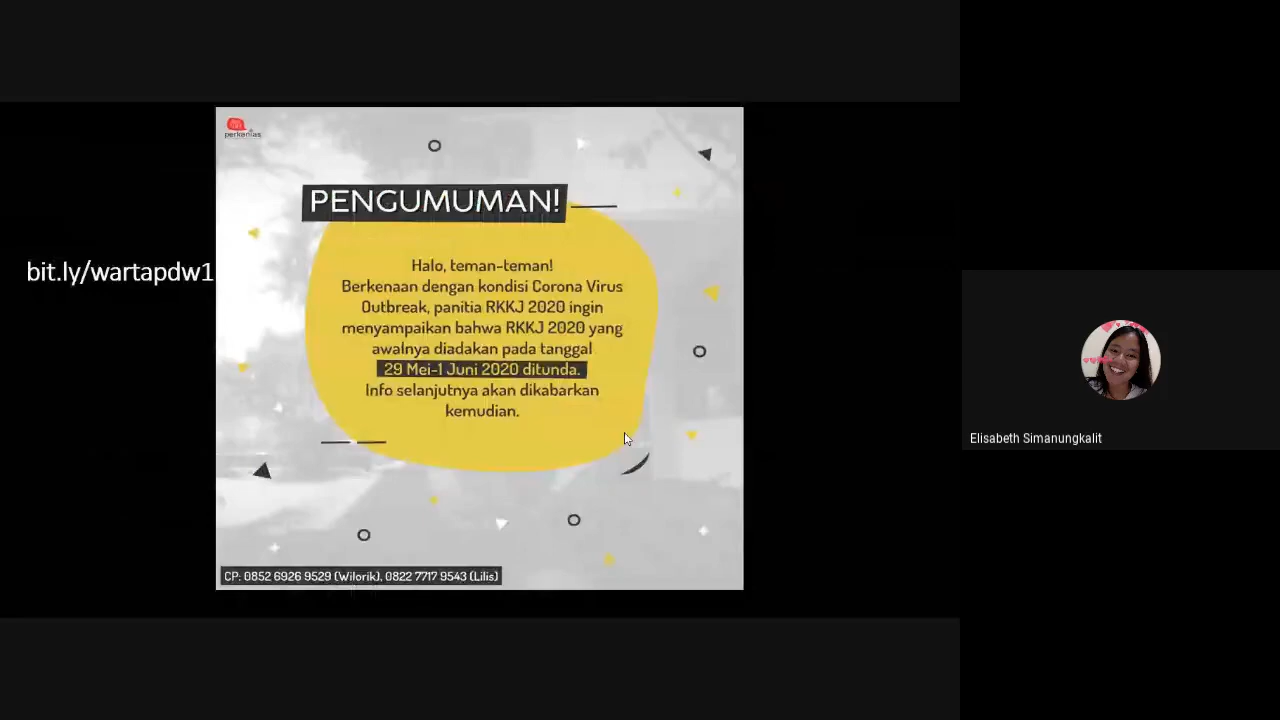 perkantas
PENGUMUMAN!
bit.ly/wartapdw1
Halo, teman-teman!
Berkenaan dengan kondisi Corona Virus
Outbreak, panitia RKKJ 2020 ingin
menyampaikan bahwa RKKJ 2020 yang
awalnya diadakan pada tanggal
29 Mei-1 Juni 2020 ditunda.
Info selanjutnya akan dikabarkan
kemudian.
CP: 0852 6926 9529 (Wilorik), 0822 7717 9543 (Lilis)
Elisabeth Simanungkalit